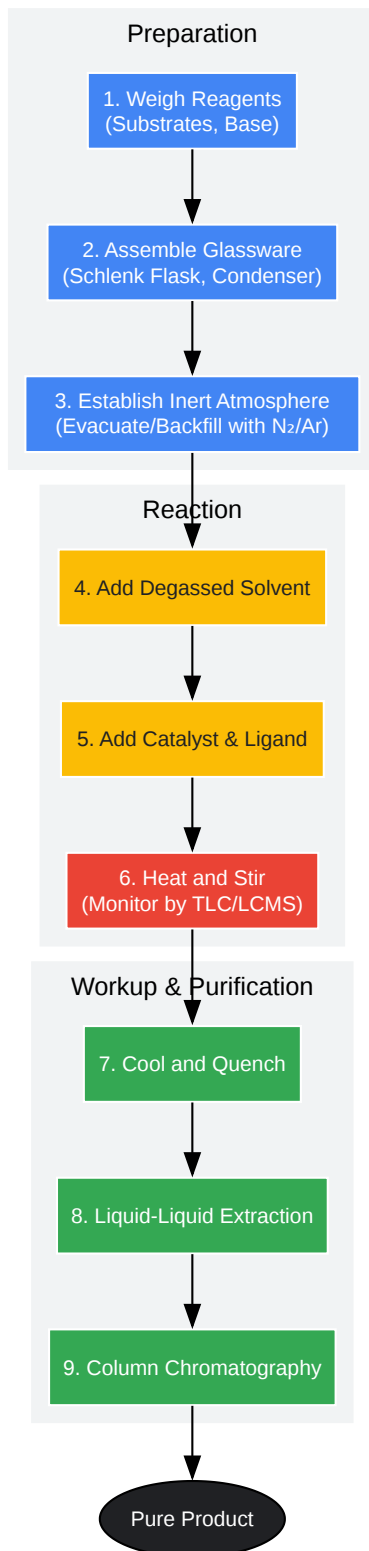 Preparation
1. Weigh Reagents
(Substrates, Base)
2. Assemble Glassware
(Schlenk Flask, Condenser)
3. Establish Inert Atmosphere
(Evacuate/Backfill with N₂/Ar)
Reaction
4. Add Degassed Solvent
5. Add Catalyst & Ligand
6. Heat and Stir
(Monitor by TLC/LCMS)
Workup & Purification
7. Cool and Quench
8. Liquid-Liquid Extraction
9. Column Chromatography
Pure Product